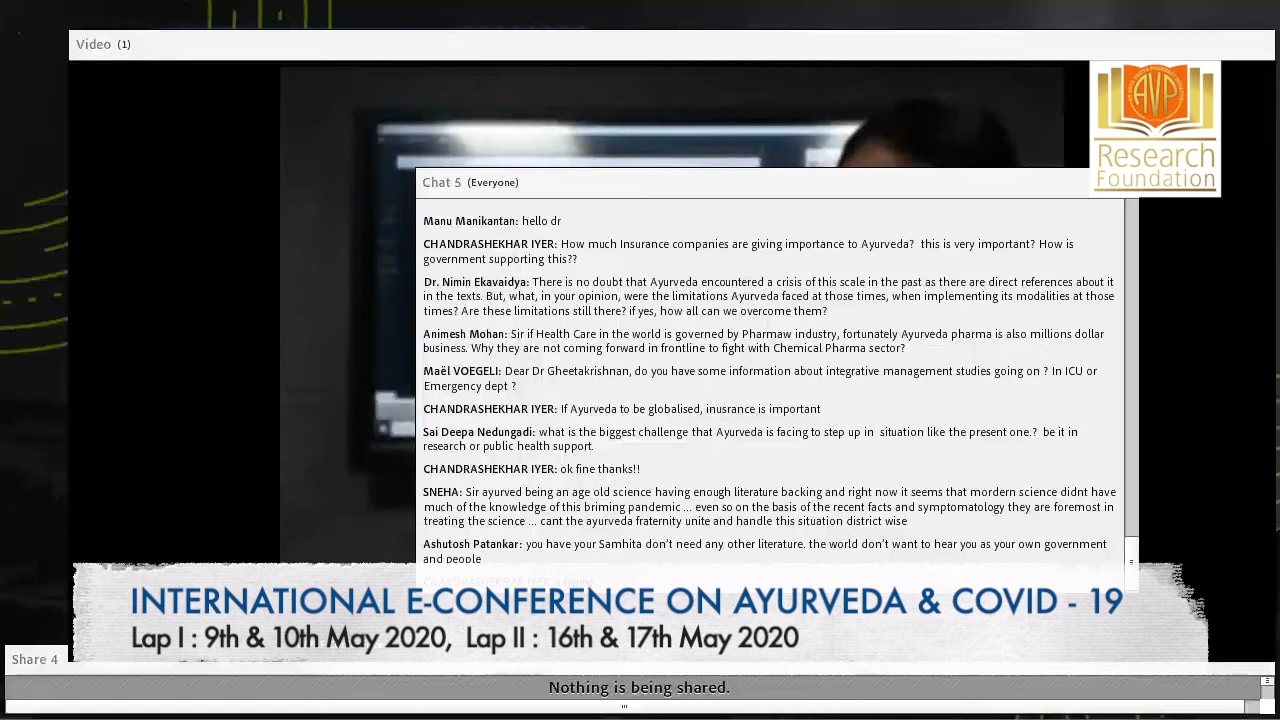 Video (1)
AVP
Research
Foundation
Chat 5 (Everyone)
Manu Manikantan: hello dr
CHANDRASHEKHAR IYER: How much Insurance companies are giving importance to Ayurveda? this is very important? How is
government supporting this??
Dr. Nimin Ekavaidya: There is no doubt that Ayurveda encountered a crisis of this scale in the past as there are direct references about it
in the texts. But, what, in your opinion, were the limitations Ayurveda faced at those times, when implementing its modalities at those
times? Are these limitations still there? if yes, how all can we overcome them?
Animesh Mohan: Sir if Health Care in the world is governed by Pharmaw industry, fortunately Ayurveda pharma is also millions dollar
business. Why they are not coming forward in frontline to fight with Chemical Pharma sector?
Maël VOEGELI: Dear Dr Gheetakrishnan, do you have some information about integrative management studies going on ? In ICU or
Emergency dept ?
CHANDRASHEKHAR IYER: If Ayurveda to be globalised, inusrance is important
Sai Deepa Nedungadi: what is the biggest challenge that Ayurveda is facing to step up in situation like the present one.? be it in
research or public health support.
CHANDRASHEKHAR IYER: ok fine thanks!!
SNEHA: Sir ayurved being an age old science having enough literature backing and right now it seems that mordern science didnt have
much of the knowledge of this briming pandemic ... even so on the basis of the recent facts and symptomatology they are foremost in
treating the science ... cant the ayurveda fraternity unite and handle this situation district wise
Ashutosh Patankar: you have your Samhita don't need any other literature. the world don't want to hear you as your own government
and people
CHANDRASHEKHAR IYER is typing...
INTERNATIONAL E-CONFERENCE ON AYURVEDA & COVID - 19
Lap I : 9th & 10th May 2020, Lap II : 16th & 17th May 2020
Share 4
Nothing is being shared.